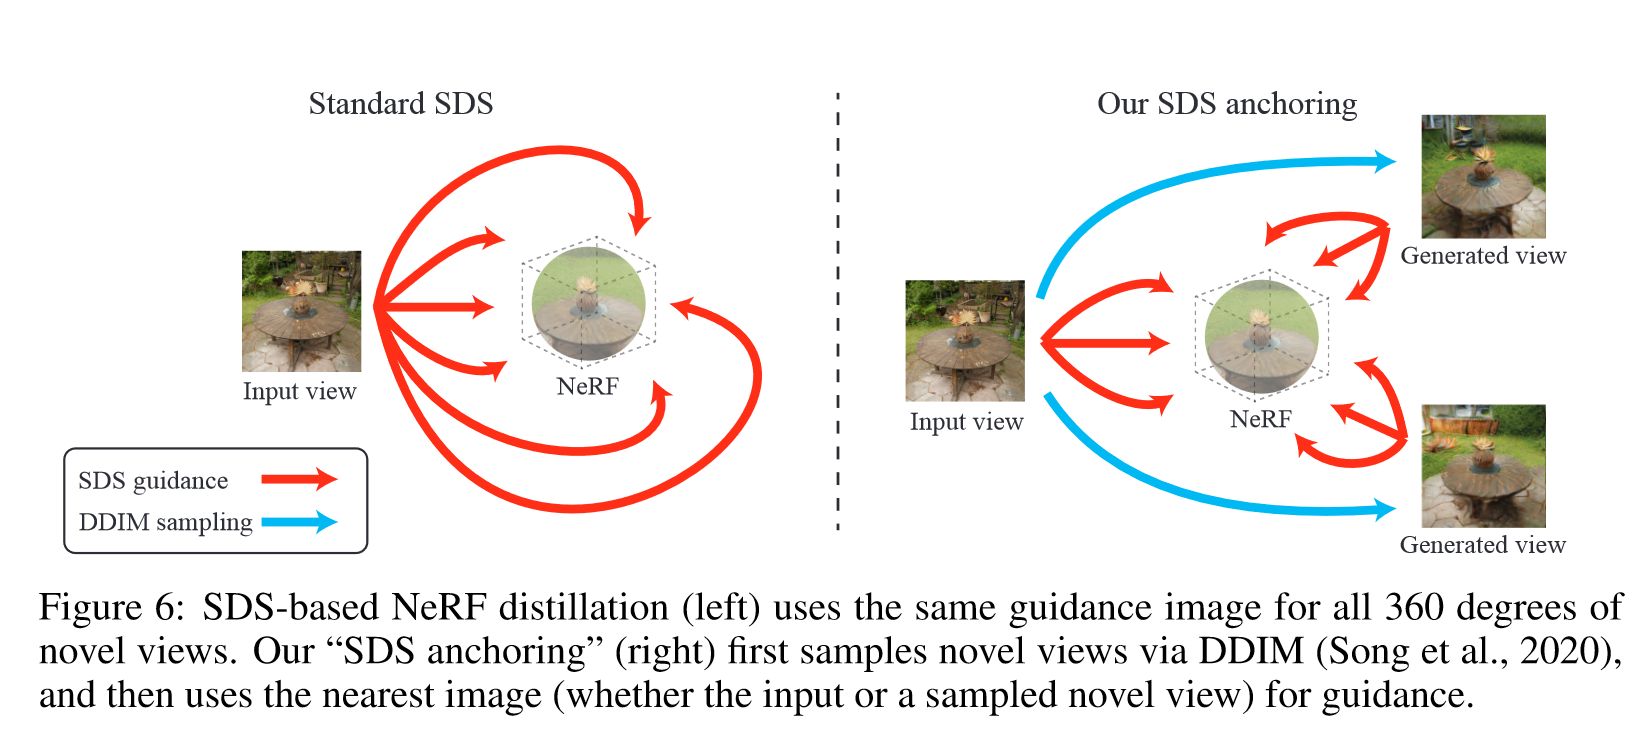 Standard SDS
Our SDS anchoring
Input view
NeRF
SDS guidance
DDIM sampling
Input view
NeRF
Generated view
Generated view
Figure 6: SDS-based NeRF distillation (left) uses the same guidance image for all 360 degrees of
novel views. Our “SDS anchoring” (right) first samples novel views via DDIM (Song et al., 2020),
and then uses the nearest image (whether the input or a sampled novel view) for guidance.